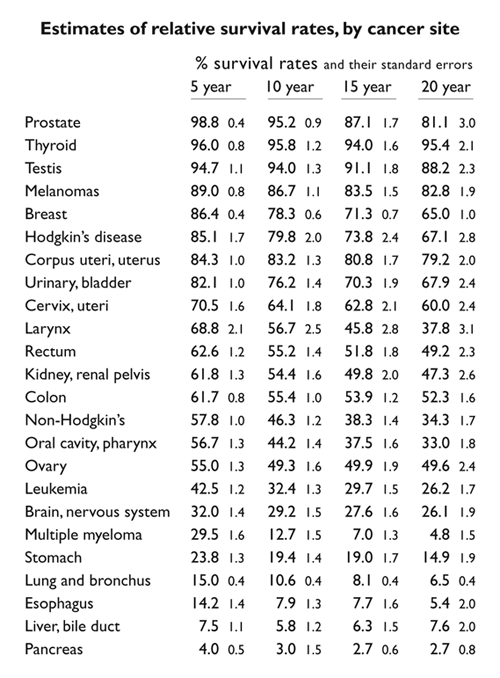 Estimates of relative survival rates, by cancer site
% survival rates and their standard errors
5 year 10 year 15 year 20 year
Prostate 98.8 0.4 95.2 0.9 87.1 1.7 81.1 3.0
Thyroid 96.0 0.8 95.8 1.2 94.0 1.6 95.4 2.1
Testis 94.7 1.1 94.0 1.3 91.1 1.8 88.2 2.3
Melanomas 89.0 0.8 86.7 1.1 83.5 1.5 82.8 1.9
Breast 86.4 0.4 78.3 0.6 71.3 0.7 65.0 1.0
Hodgkin's disease 85.1 1.7 79.8 2.0 73.8 2.4 67.1 2.8
Corpus uteri, uterus 84.3 1.0 83.2 1.3 80.8 1.7 79.2 2.0
Urinary, bladder 82.1 1.0 76.2 1.4 70.3 1.9 67.9 2.4
Cervix, uteri 70.5 1.6 64.1 1.8 62.8 2.1 60.0 2.4
Larynx 68.8 2.1 56.7 2.5 45.8 2.8 37.8 3.1
Rectum 62.6 1.2 55.2 1.4 51.8 1.8 49.2 2.3
Kidney, renal pelvis 61.8 1.3 54.4 1.6 49.8 2.0 47.3 2.6
Colon 61.7 0.8 55.4 1.0 53.9 1.2 52.3 1.6
Non-Hodgkin's 57.8 1.0 46.3 1.2 38.3 1.4 34.3 1.7
Oral cavity, pharynx 56.7 1.3 44.2 1.4 37.5 1.6 33.0 1.8
Ovary 55.0 1.3 49.3 1.6 49.9 1.9 49.6 2.4
Leukemia 42.5 1.2 32.4 1.3 29.7 1.5 26.2 1.7
Brain, nervous system 32.0 1.4 29.2 1.5 27.6 1.6 26.1 1.9
Multiple myeloma 29.5 1.6 12.7 1.5 7.0 1.3 4.8 1.5
Stomach 23.8 1.3 19.4 1.4 19.0 1.7 14.9 1.9
Lung and bronchus 15.0 0.4 10.6 0.4 8.1 0.4 6.5 0.4
Esophagus 14.2 1.4 7.9 1.3 7.7 1.6 5.4 2.0
Liver, bile duct 7.5 1.1 5.8 1.2 6.3 1.5 7.6 2.0
Pancreas 4.0 0.5 3.0 1.5 2.7 0.6 2.7 0.8